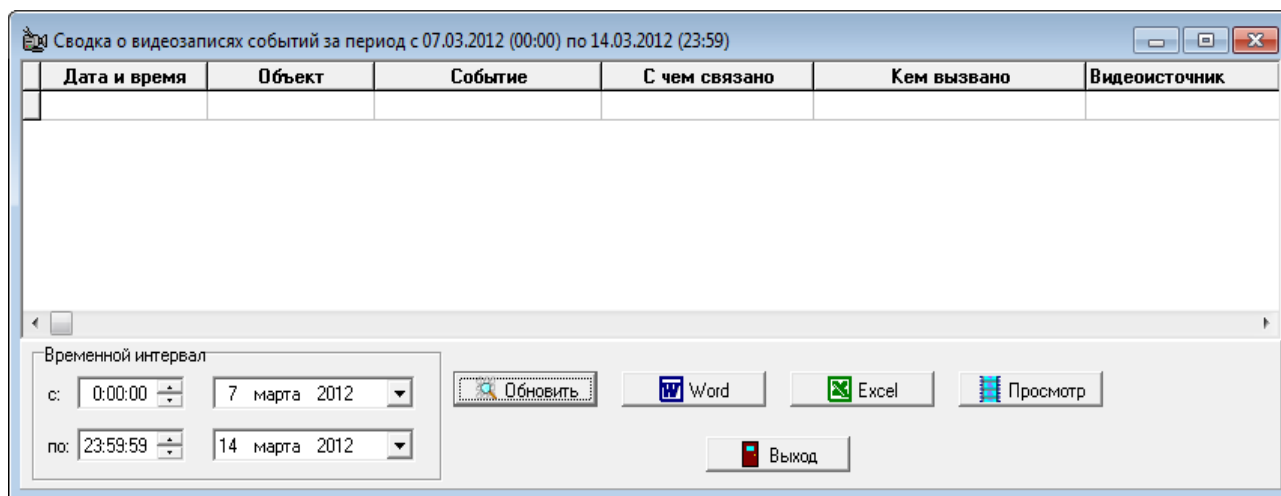 Сводка о видеозаписях событий за период с 07.03.2012 (00:00) по 14.03.2012 (23:59)
Дата и время Объект Событие С чем связано Кем вызвано Видеоисточник
Временной интервал
с: 0:00:00 7 марта 2012 Обновить Word Excel Просмотр
по: 23:59:59 14 марта 2012 Выход